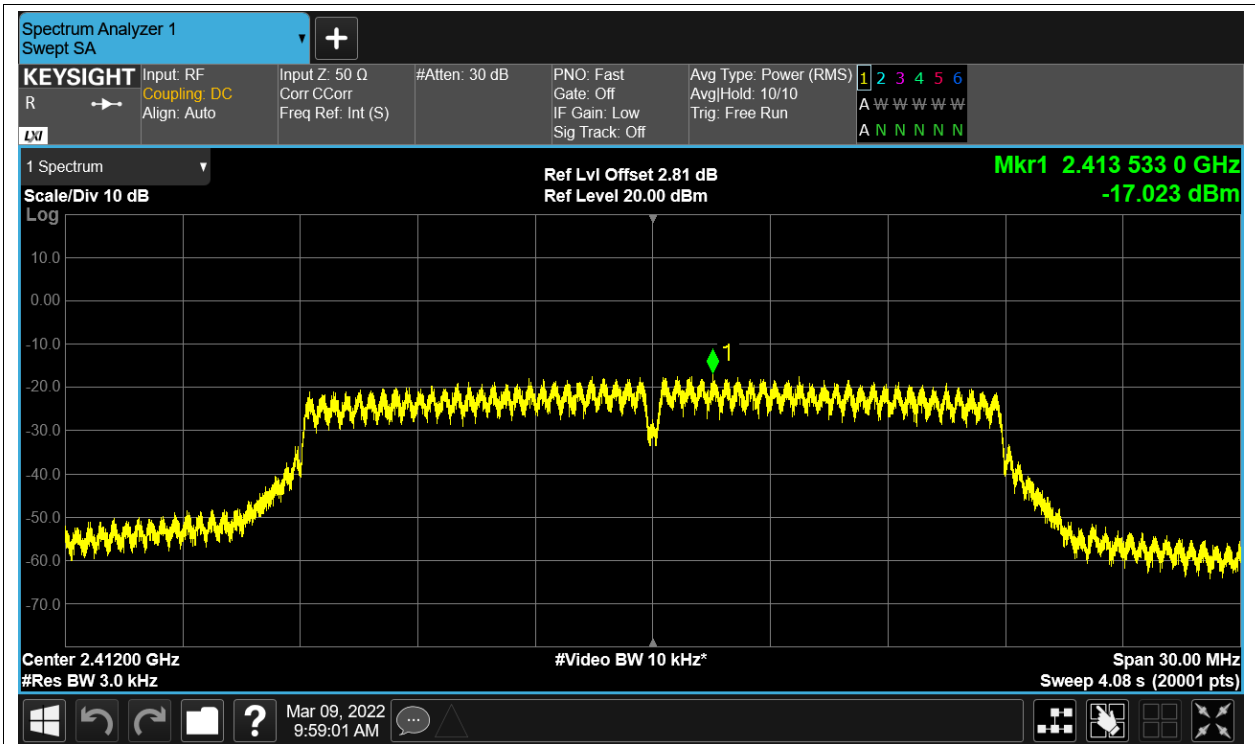 Spectrum Analyzer 1
Swept SA
KEYSIGHT
R
LXI
Input: RF
Coupling: DC
Align: Auto
Input Z: 50 Ω
Corr CCorr
Freq Ref: Int (S)
#Atten: 30 dB
PNO: Fast
Gate: Off
IF Gain: Low
Sig Track: Off
Avg Type: Power (RMS)
Avg|Hold: 10/10
Trig: Free Run
1 2 3 4 5 6
A W W W W W
A N N N N N
1 Spectrum
Scale/Div 10 dB
Log
Ref Lvl Offset 2.81 dB
Ref Level 20.00 dBm
Mkr1 2.413 533 0 GHz
-17.023 dBm
10.0
0.00
-10.0
1
-20.0
-30.0
-40.0
-50.0
-60.0
-70.0
Center 2.41200 GHz
#Res BW 3.0 kHz
#Video BW 10 kHz*
Span 30.00 MHz
Sweep 4.08 s (20001 pts)
?
Mar 09, 2022
9:59:01 AM